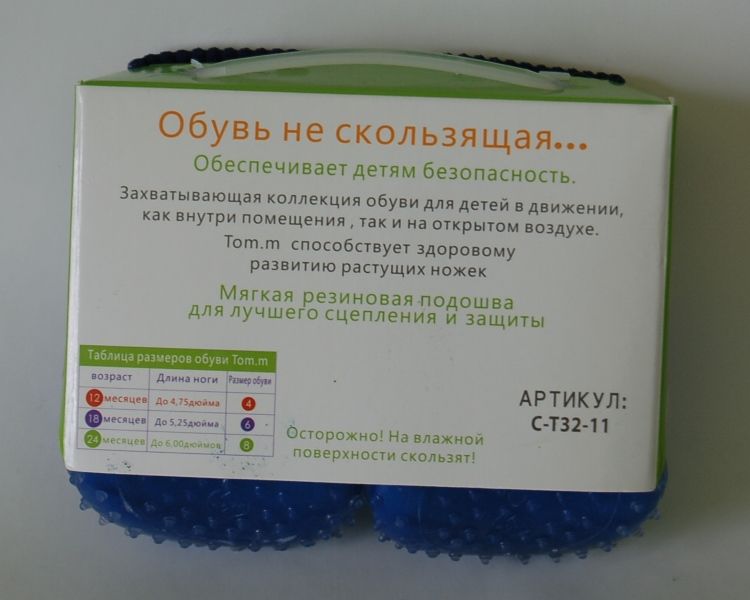 Обувь не скользящая...
Обеспечивает детям безопасность.
Захватывающая коллекция обуви для детей в движении,
как внутри помещения , так и на открытом воздухе.
Tom.m способствует здоровому
развитию растущих ножек
Мягкая резиновая подошва
для лучшего сцепления и защиты
Таблица размеров обуви Tom.m
возраст Длина ноги Размер обуви
12 месяцев До 4,75дюйма 4
18 месяцев До 5,25дюйма 6
24 месяцев До 6,00дюймов 8
Осторожно! На влажной
поверхности скользят!
АРТИКУЛ:
C-T32-11